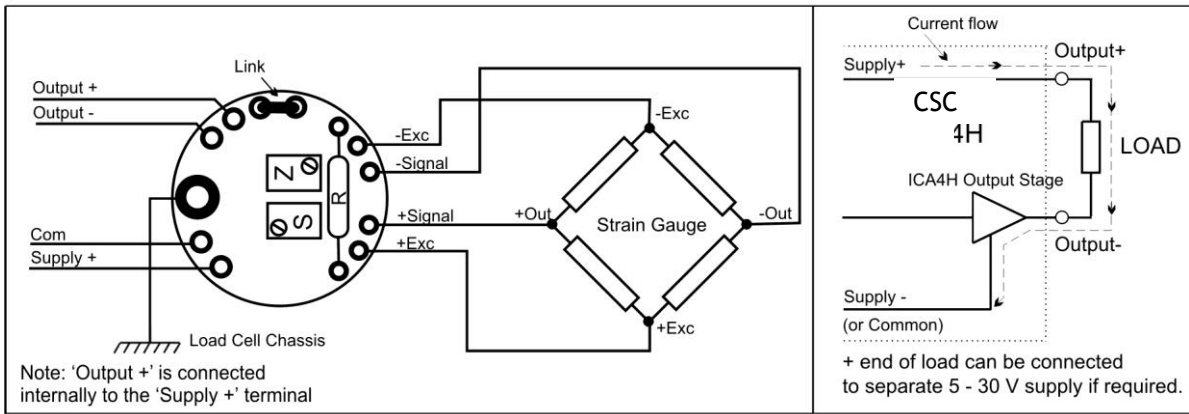 Link
Output +
Output -
-Exc
-Signal
Z
R
S
+Signal
+Exc
Com
Supply +
Load Cell Chassis
Note: ‘Output +’ is connected
internally to the ‘Supply +’ terminal
-Exc
+Out
Strain Gauge
-Out
+Exc
Current flow
Output+
Supply+
CSC
4H
LOAD
ICA4H Output Stage
Output-
Supply -
(or Common)
+ end of load can be connected
to separate 5 - 30 V supply if required.